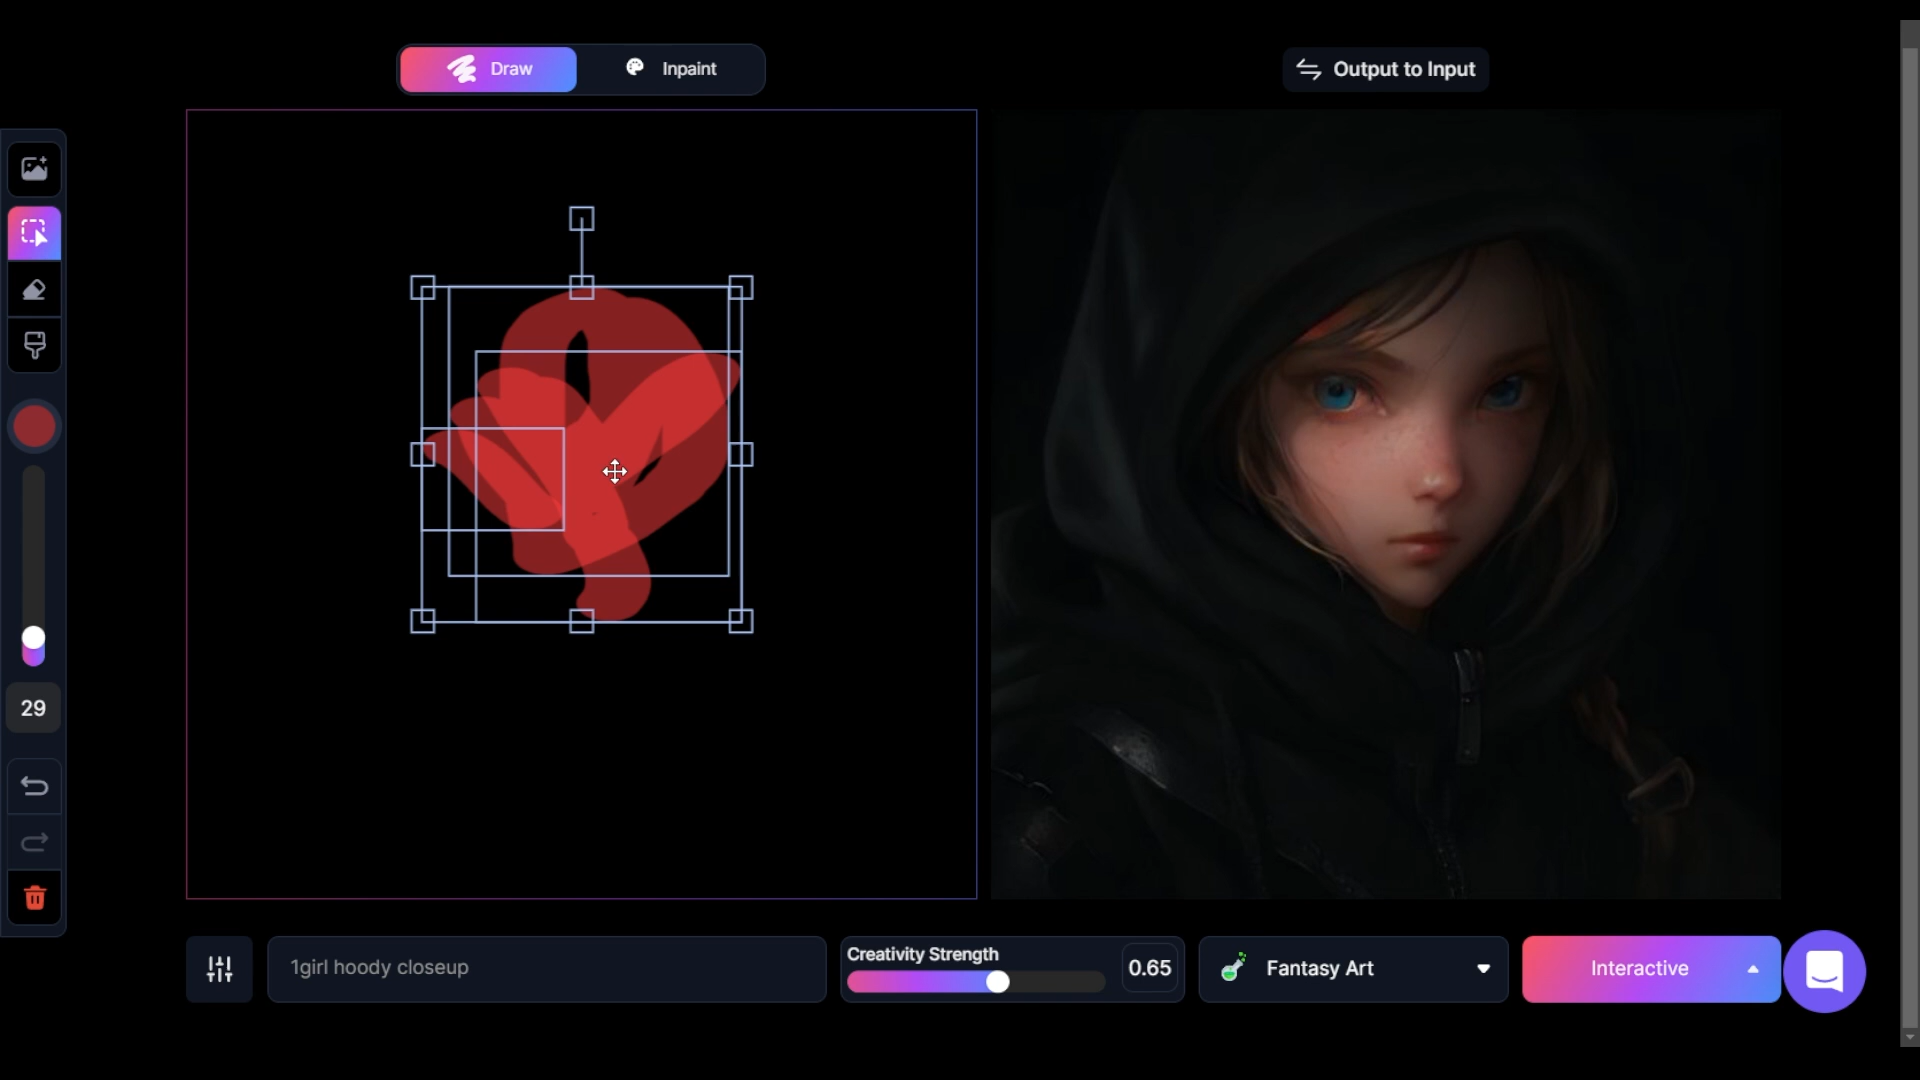 Draw
Inpaint
Output to Input
29
1girl hoody closeup
Creativity Strength
0.65
Fantasy Art
Interactive